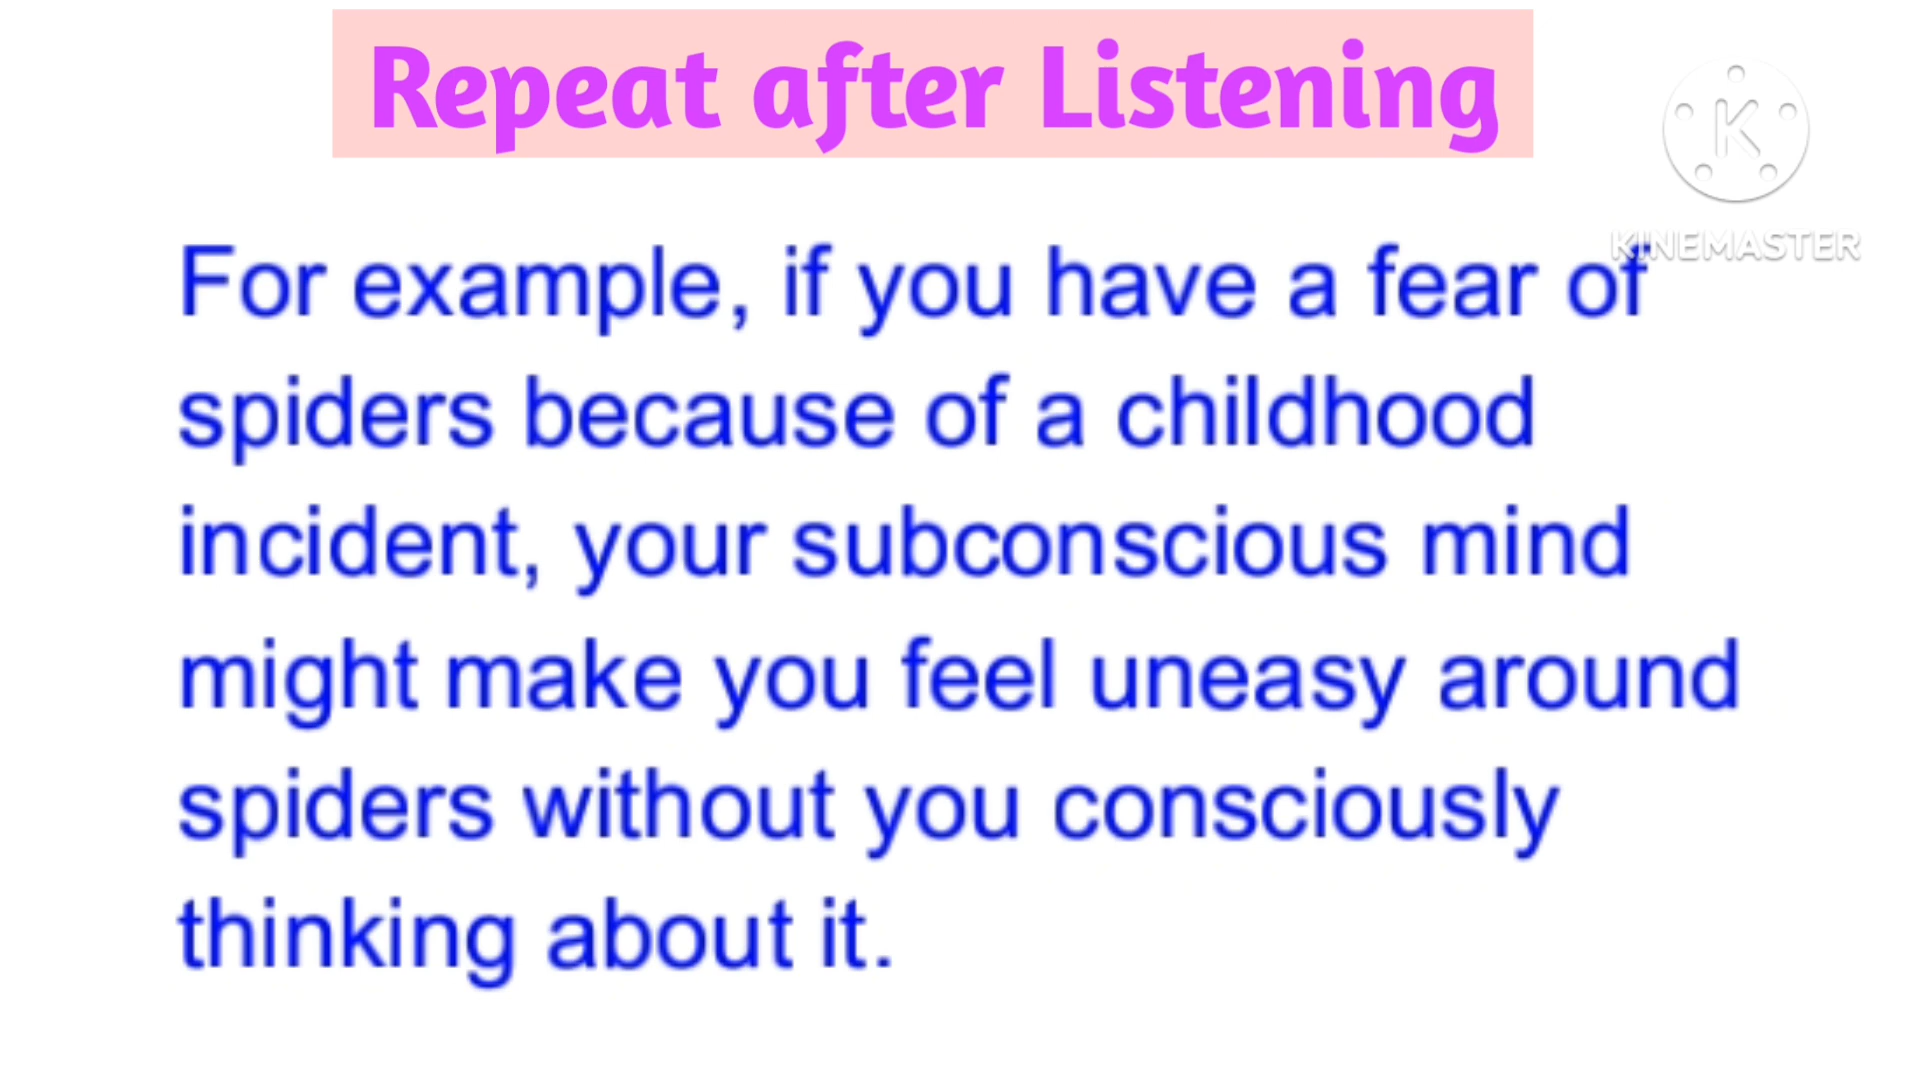 Repeat after Listening
K
KINEMASTER
For example, if you have a fear of
spiders because of a childhood
incident, your subconscious mind
might make you feel uneasy around
spiders without you consciously
thinking about it.